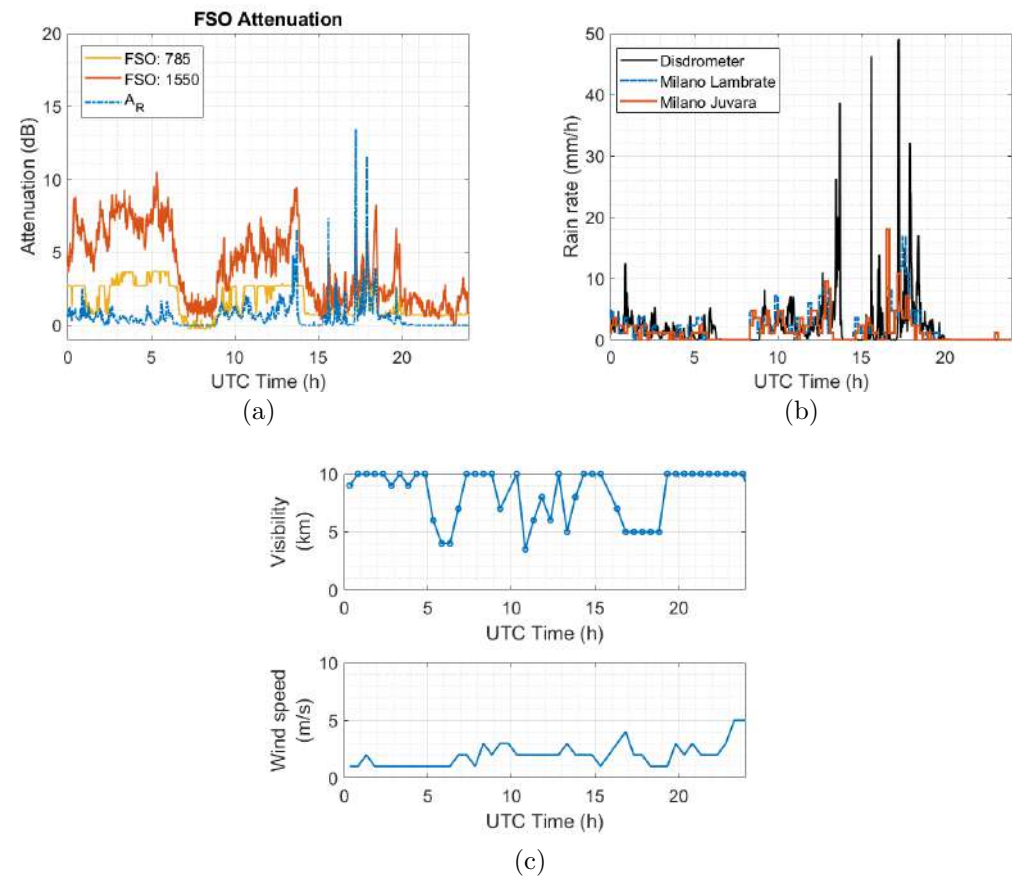 FSO Attenuation
20
15
10
5
0
Attenuation (dB)
FSO: 785
FSO: 1550
A_R
0 5 10 15 20
UTC Time (h)
(a)
50
40
30
20
10
0
Rain rate (mm/h)
Disdrometer
Milano Lambrate
Milano Juvara
0 5 10 15 20
UTC Time (h)
(b)
10
5
0
Visibility
(km)
0 5 10 15 20
UTC Time (h)
10
5
0
Wind speed
(m/s)
0 5 10 15 20
UTC Time (h)
(c)